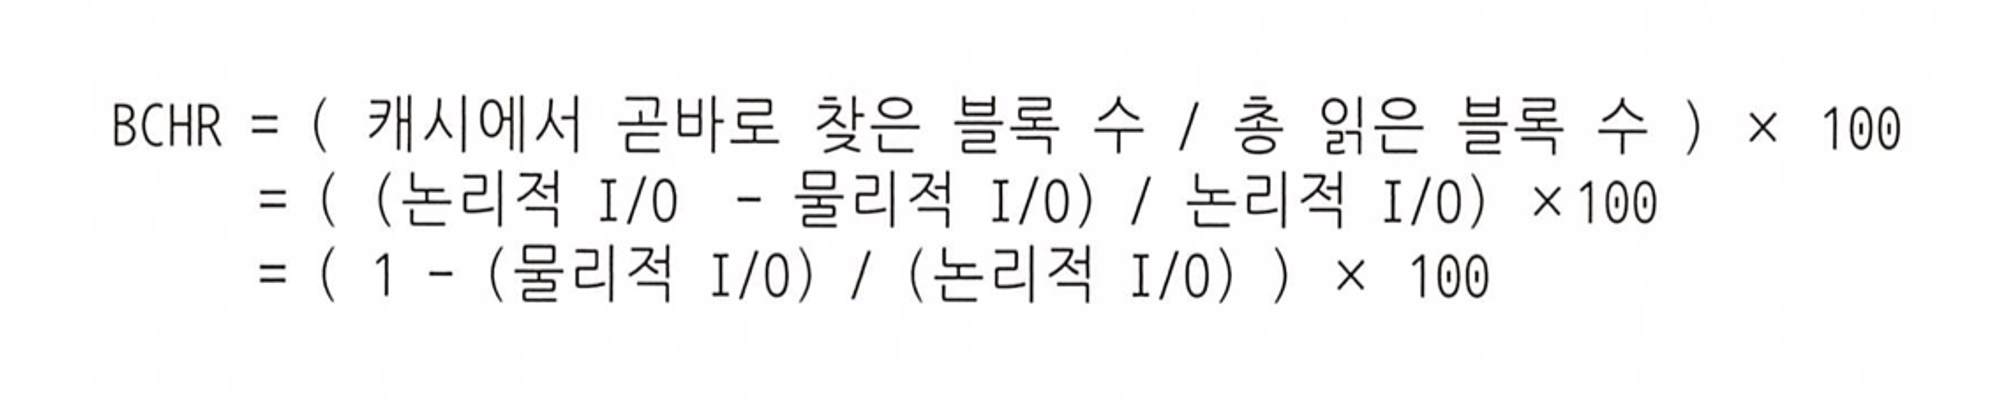 BCHR = ( 캐시에서 곧바로 찾은 블록 수 / 총 읽은 블록 수 ) × 100
= ( (논리적 I/O - 물리적 I/O) / 논리적 I/O) ×100
= ( 1 - (물리적 I/O) / (논리적 I/O) ) × 100